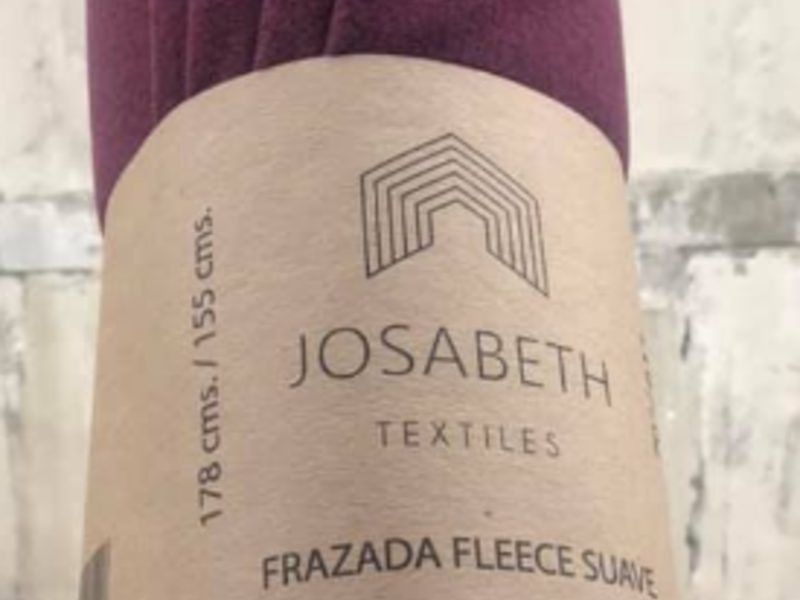 178 cms. / 155 cms.
JOSABETH
TEXTILES
FRAZADA FLEECE SUAVE